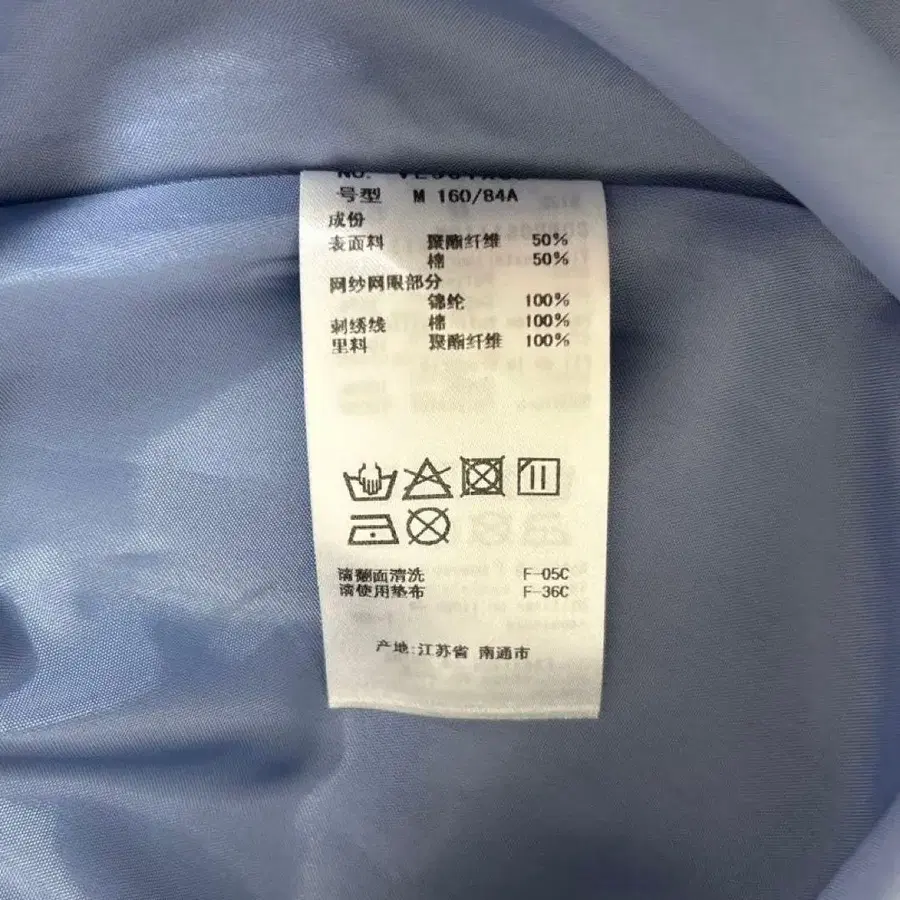 号型 M 160/84A
成份
表面料 聚酯纤维 50%
棉 50%
网纱网眼部分
锦纶 100%
刺绣线 棉 100%
里料 聚酯纤维 100%
请翻面清洗 F-05C
请使用垫布 F-36C
产地:江苏省 南通市